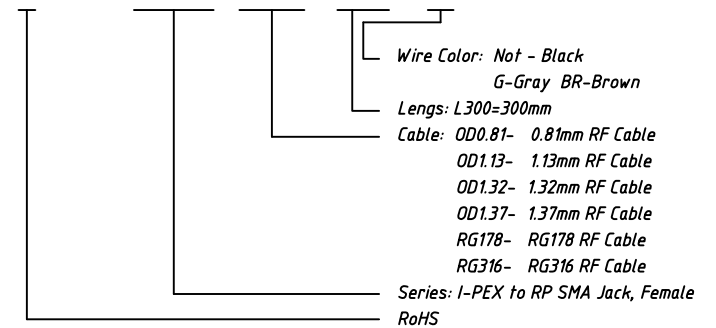 Wire Color: Not - Black
G-Gray BR-Brown
Lengs: L300=300mm
Cable: OD0.81- 0.81mm RF Cable
OD1.13- 1.13mm RF Cable
OD1.32- 1.32mm RF Cable
OD1.37- 1.37mm RF Cable
RG178- RG178 RF Cable
RG316- RG316 RF Cable
Series: I-PEX to RP SMA Jack, Female
RoHS